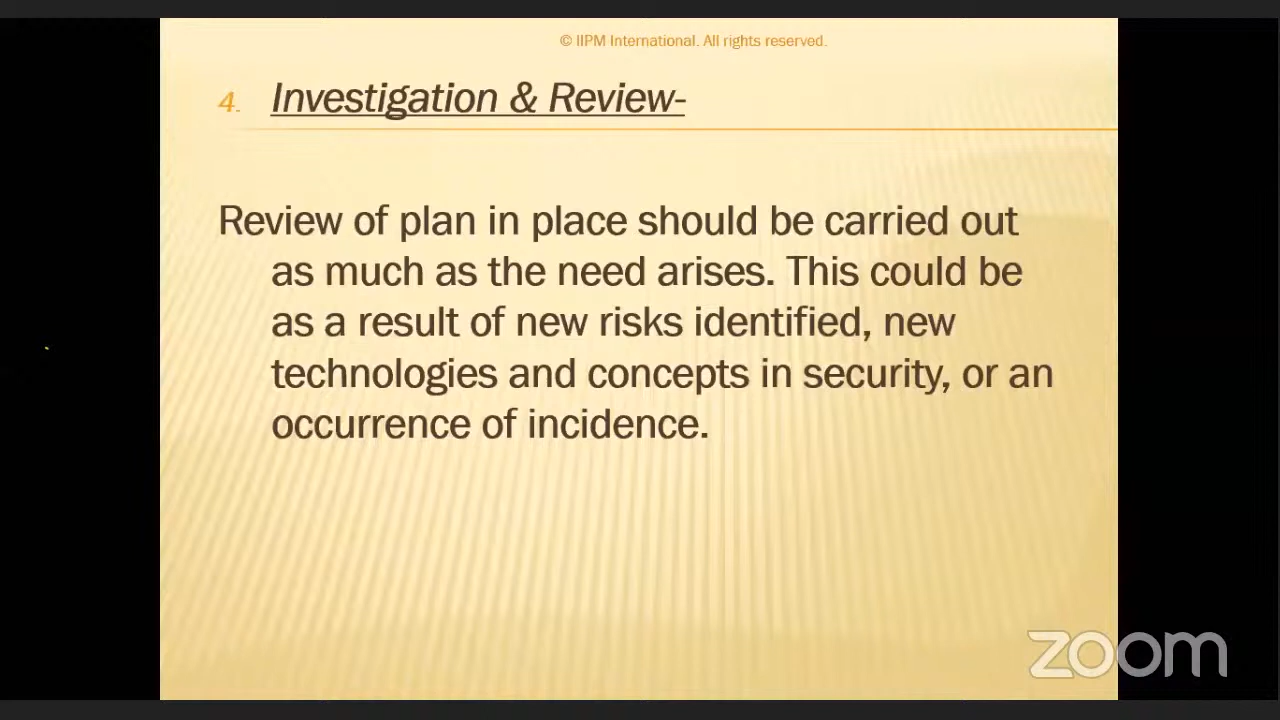 © IIPM International. All rights reserved.
4. Investigation & Review-
Review of plan in place should be carried out
as much as the need arises. This could be
as a result of new risks identified, new
technologies and concepts in security, or an
occurrence of incidence.
zoom